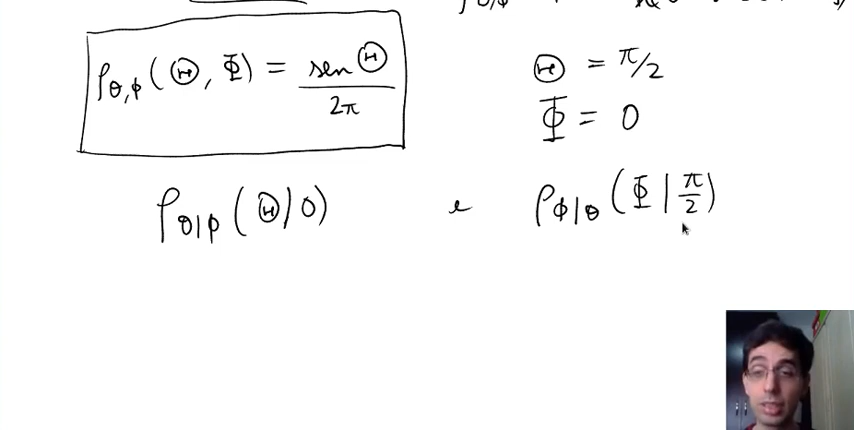 ρ_{θ,ϕ}(Θ, Φ) = sen Θ / 2π
Θ = π/2
Φ = 0
ρ_{θ|ϕ}(Θ|0) e ρ_{ϕ|θ}(Φ|π/2)